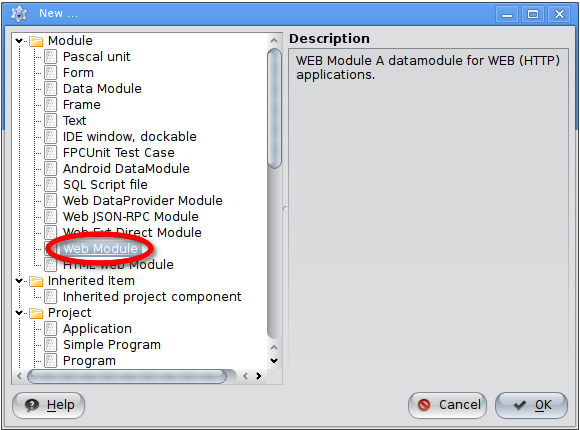 New ...
Module
Pascal unit
Form
Data Module
Frame
Text
IDE window, dockable
FPCUnit Test Case
Android DataModule
SQL Script file
Web DataProvider Module
Web JSON-RPC Module
Web Ext Direct Module
Web Module
HTML Web Module
Inherited Item
Inherited project component
Project
Application
Simple Program
Program
Description
WEB Module A datamodule for WEB (HTTP)
applications.
Help
Cancel
OK